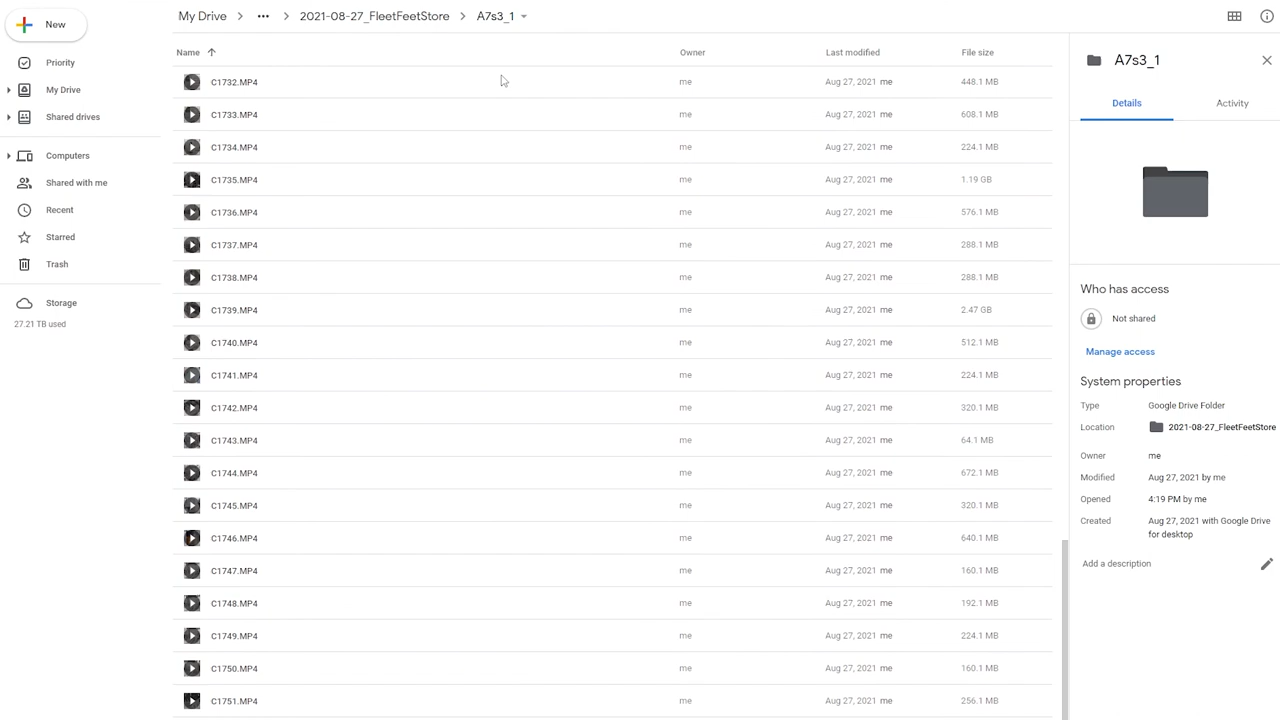 New
My Drive
•••
2021-08-27_FleetFeetStore
A7s3_1
Priority
My Drive
Shared drives
Computers
Shared with me
Recent
Starred
Trash
Storage
27.21 TB used
Name Owner Last modified File size
C1732.MP4 me Aug 27, 2021 me 448.1 MB
C1733.MP4 me Aug 27, 2021 me 608.1 MB
C1734.MP4 me Aug 27, 2021 me 224.1 MB
C1735.MP4 me Aug 27, 2021 me 1.19 GB
C1736.MP4 me Aug 27, 2021 me 576.1 MB
C1737.MP4 me Aug 27, 2021 me 288.1 MB
C1738.MP4 me Aug 27, 2021 me 288.1 MB
C1739.MP4 me Aug 27, 2021 me 2.47 GB
C1740.MP4 me Aug 27, 2021 me 512.1 MB
C1741.MP4 me Aug 27, 2021 me 224.1 MB
C1742.MP4 me Aug 27, 2021 me 320.1 MB
C1743.MP4 me Aug 27, 2021 me 64.1 MB
C1744.MP4 me Aug 27, 2021 me 672.1 MB
C1745.MP4 me Aug 27, 2021 me 320.1 MB
C1746.MP4 me Aug 27, 2021 me 640.1 MB
C1747.MP4 me Aug 27, 2021 me 160.1 MB
C1748.MP4 me Aug 27, 2021 me 192.1 MB
C1749.MP4 me Aug 27, 2021 me 224.1 MB
C1750.MP4 me Aug 27, 2021 me 160.1 MB
C1751.MP4 me Aug 27, 2021 me 256.1 MB
A7s3_1
Details Activity
Who has access
Not shared
Manage access
System properties
Type Google Drive Folder
Location 2021-08-27_FleetFeetStore
Owner me
Modified Aug 27, 2021 by me
Opened 4:19 PM by me
Created Aug 27, 2021 with Google Drive
for desktop
Add a description